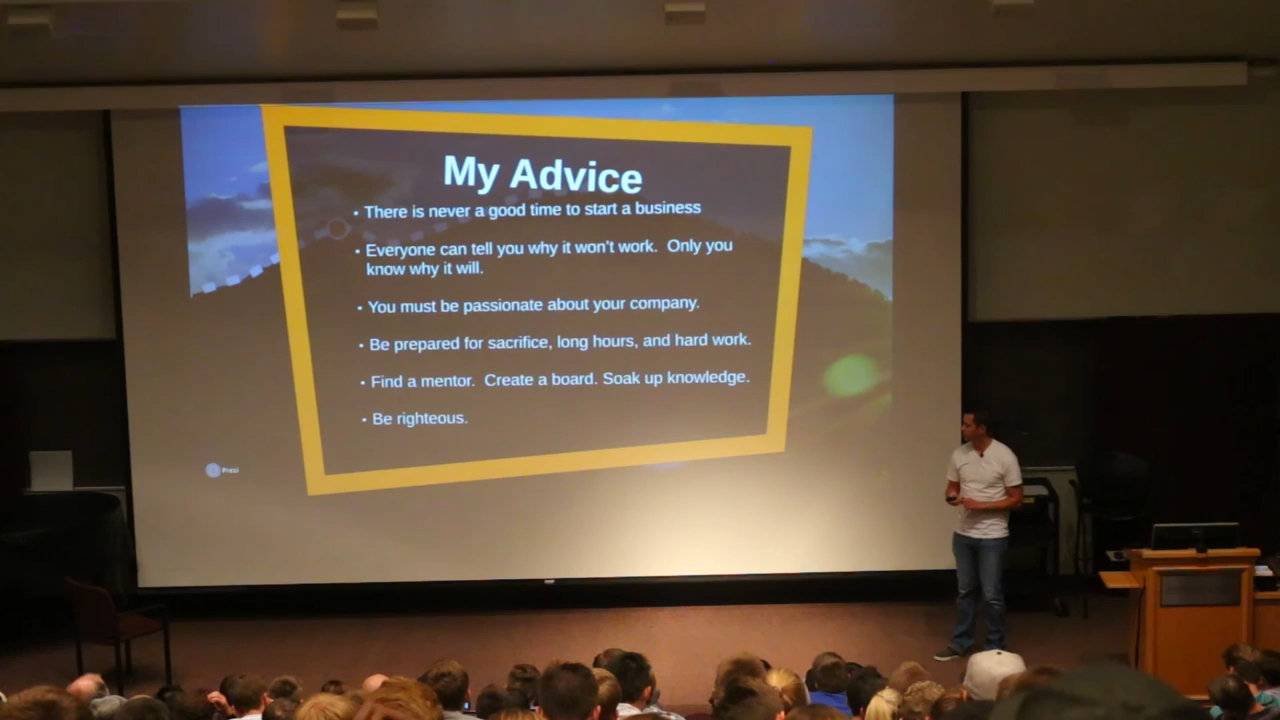 My Advice
• There is never a good time to start a business
• Everyone can tell you why it won't work.  Only you
know why it will.
• You must be passionate about your company.
• Be prepared for sacrifice, long hours, and hard work.
• Find a mentor.  Create a board. Soak up knowledge.
• Be righteous.
Prezi